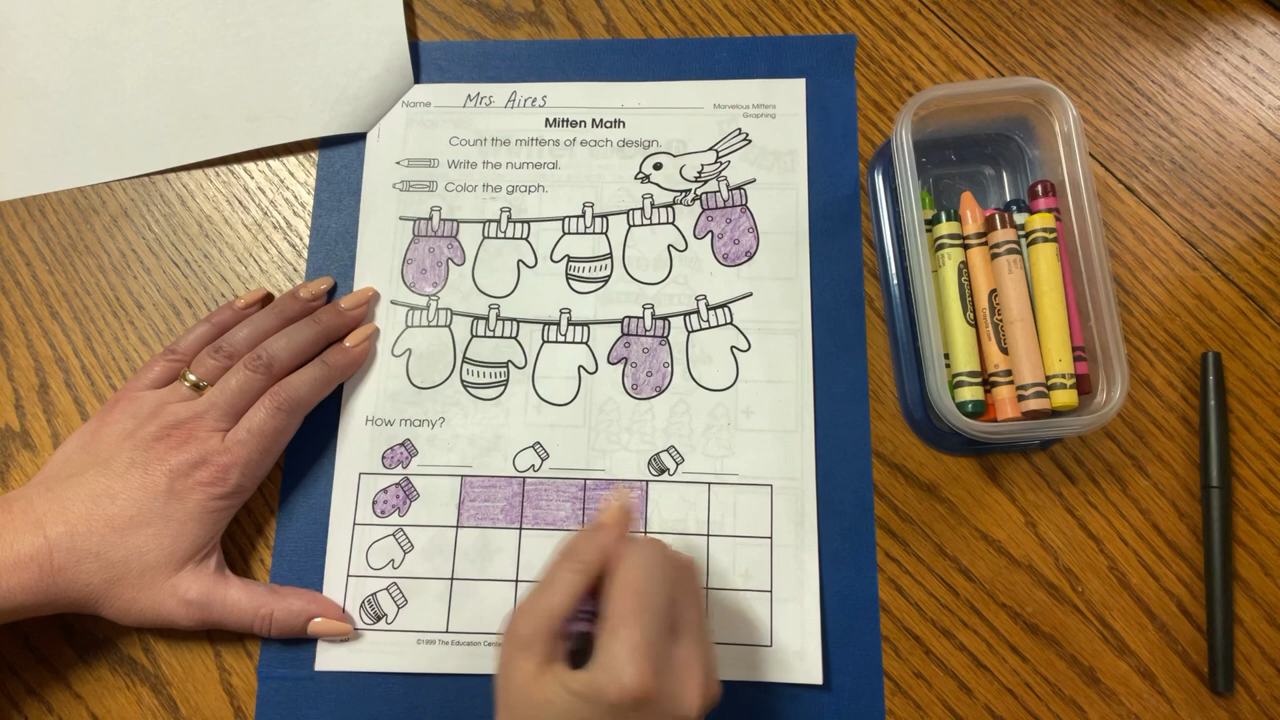 Name Mrs. Aires
Marvelous Mittens
Graphing
Mitten Math
Count the mittens of each design.
Write the numeral.
Color the graph.
How many?
©1999 The Education
Crayola